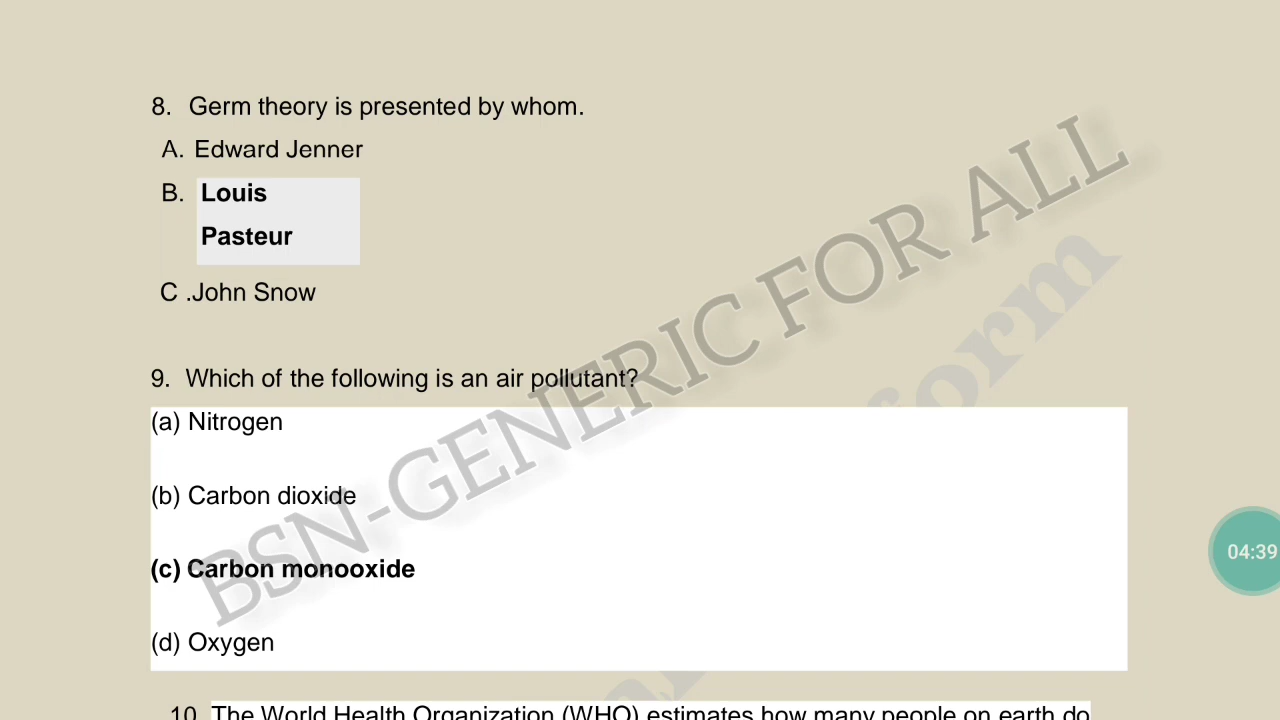 8. Germ theory is presented by whom.
A. Edward Jenner
B. Louis
Pasteur
C .John Snow
9. Which of the following is an air pollutant?
(a) Nitrogen
(b) Carbon dioxide
(c) Carbon monooxide
(d) Oxygen
10. The World Health Organization (WHO) estimates how many people on earth do
BSN-GENERIC FOR ALL
form
04:39